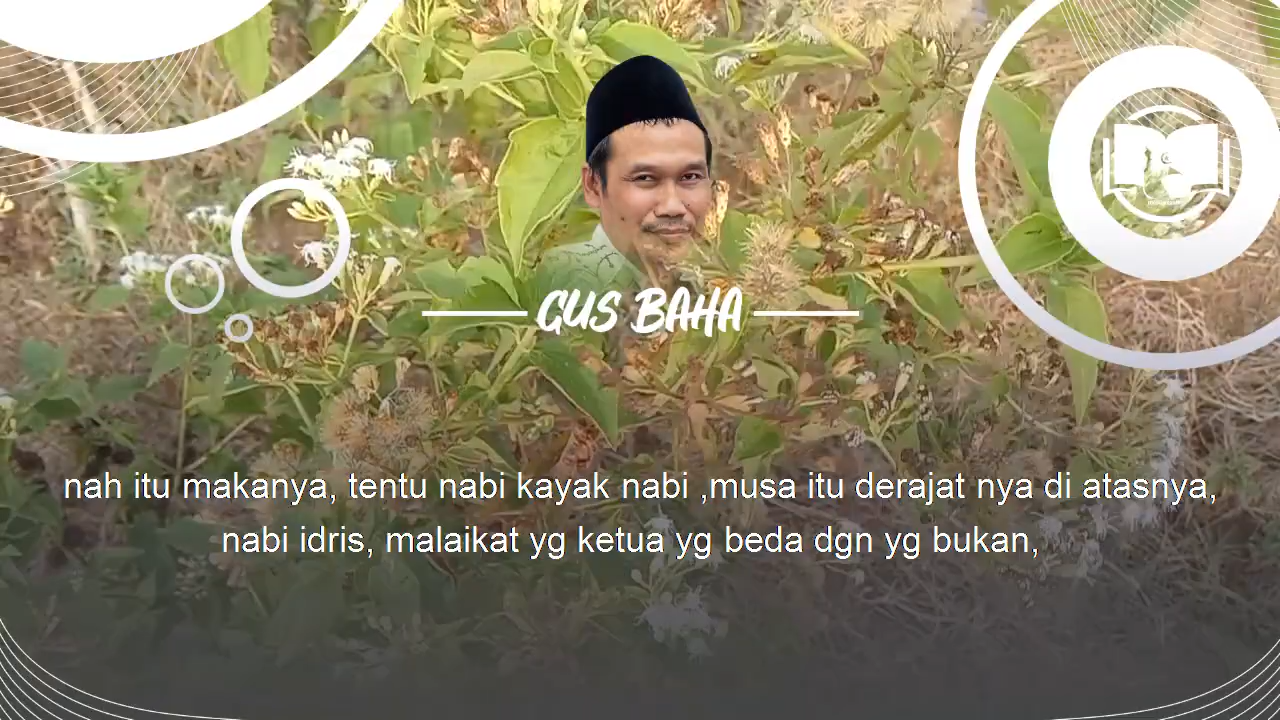 GUS BAHA
nah itu makanya, tentu nabi kayak nabi ,musa itu derajat nya di atasnya,
nabi idris, malaikat yg ketua yg beda dgn yg bukan,